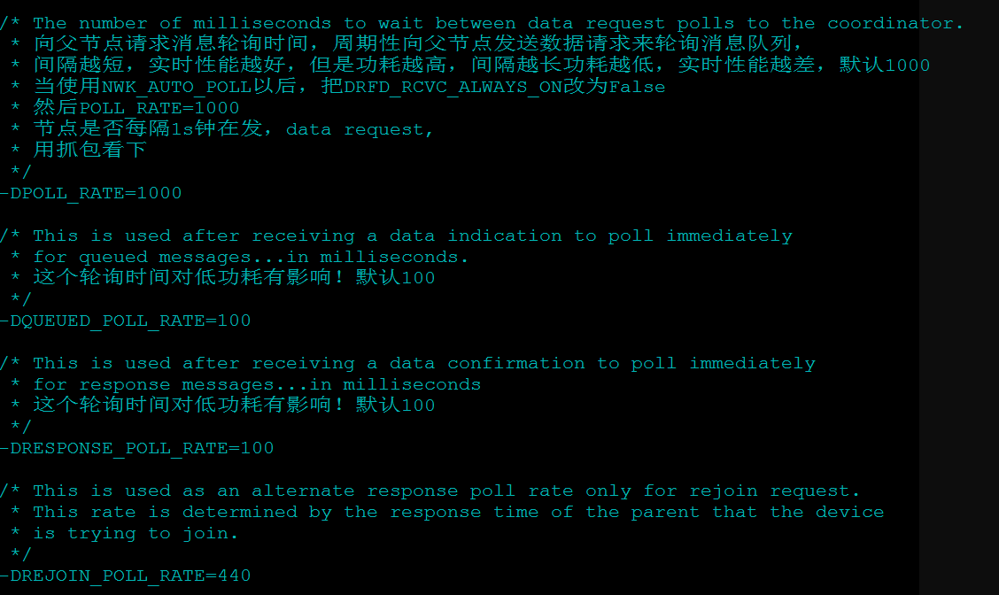 /* The number of milliseconds to wait between data request polls to the coordinator.
 * 向父节点请求消息轮询时间，周期性向父节点发送数据请求来轮询消息队列，
 * 间隔越短，实时性能越好，但是功耗越高，间隔越长功耗越低，实时性能越差，默认1000
 * 当使用NWK_AUTO_POLL以后，把DRFD_RCVC_ALWAYS_ON改为False
 * 然后POLL_RATE=1000
 * 节点是否每隔1s钟在发，data request,
 * 用抓包看下
 */
-DPOLL_RATE=1000
/* This is used after receiving a data indication to poll immediately
 * for queued messages...in milliseconds.
 * 这个轮询时间对低功耗有影响！默认100
 */
-DQUEUED_POLL_RATE=100
/* This is used after receiving a data confirmation to poll immediately
 * for response messages...in milliseconds
 * 这个轮询时间对低功耗有影响！默认100
 */
-DRESPONSE_POLL_RATE=100
/* This is used as an alternate response poll rate only for rejoin request.
 * This rate is determined by the response time of the parent that the device
 * is trying to join.
 */
-DREJOIN_POLL_RATE=440